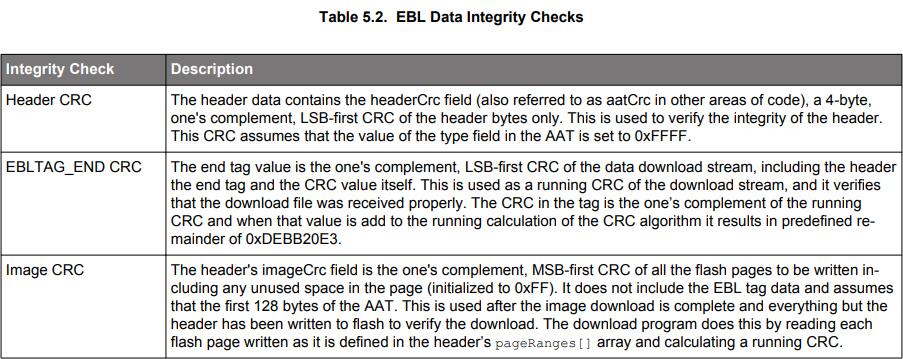 Table 5.2. EBL Data Integrity Checks
Integrity Check Description
Header CRC The header data contains the headerCrc field (also referred to as aatCrc in other areas of code), a 4-byte,
one's complement, LSB-first CRC of the header bytes only. This is used to verify the integrity of the header.
This CRC assumes that the value of the type field in the AAT is set to 0xFFFF.
EBLTAG_END CRC The end tag value is the one's complement, LSB-first CRC of the data download stream, including the header
the end tag and the CRC value itself. This is used as a running CRC of the download stream, and it verifies
that the download file was received properly. The CRC in the tag is the one's complement of the running
CRC and when that value is add to the running calculation of the CRC algorithm it results in predefined re-
mainder of 0xDEBB20E3.
Image CRC The header's imageCrc field is the one's complement, MSB-first CRC of all the flash pages to be written in-
cluding any unused space in the page (initialized to 0xFF). It does not include the EBL tag data and assumes
that the first 128 bytes of the AAT. This is used after the image download is complete and everything but the
header has been written to flash to verify the download. The download program does this by reading each
flash page written as it is defined in the header's pageRanges[] array and calculating a running CRC.